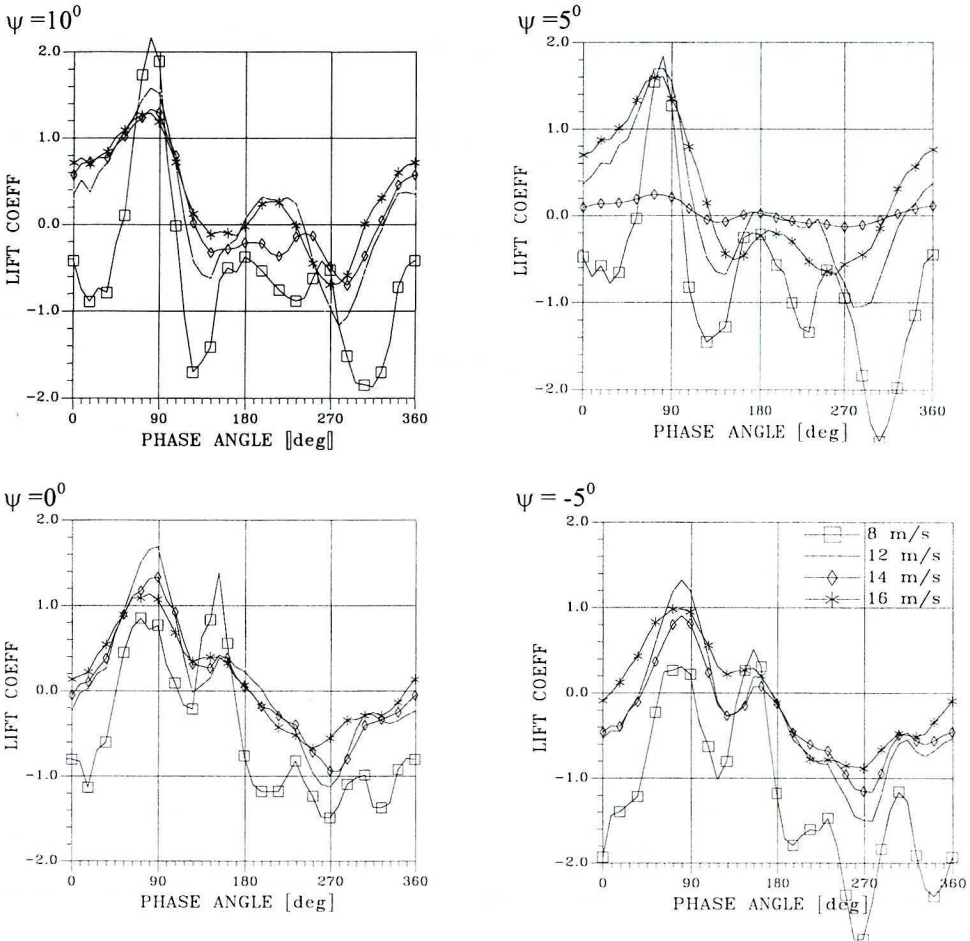 ψ =10⁰
2.0
1.0
0.0
-1.0
-2.0
LIFT COEFF
0 90 180 270 360
PHASE ANGLE [deg]
ψ =5⁰
2.0
1.0
0.0
-1.0
-2.0
LIFT COEFF
0 90 180 270 360
PHASE ANGLE [deg]
ψ =0⁰
2.0
1.0
0.0
-1.0
-2.0
LIFT COEFF
0 90 180 270 360
PHASE ANGLE [deg]
ψ = -5⁰
2.0
1.0
0.0
-1.0
-2.0
LIFT COEFF
8 m/s
12 m/s
14 m/s
16 m/s
0 90 180 270 360
PHASE ANGLE [deg]